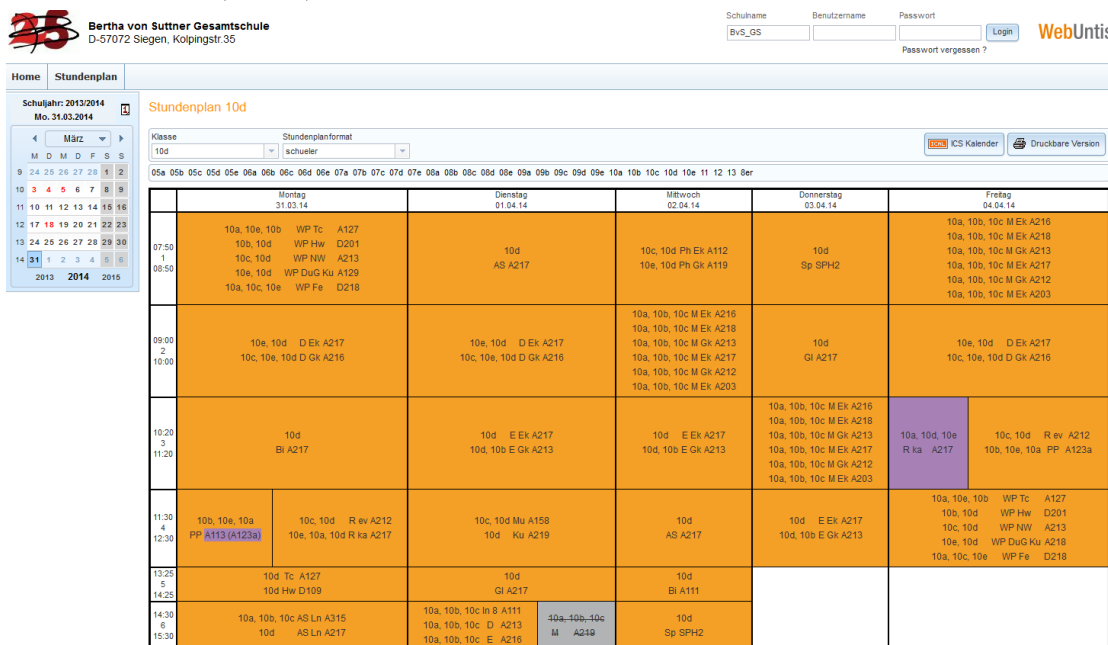 25
Bertha von Suttner Gesamtschule
D-57072 Siegen, Kolpingstr.35
Schulname Benutzername Passwort
BvS_GS Login
WebUntis
Passwort vergessen ?
Home Stundenplan
Schuljahr: 2013/2014
Mo. 31.03.2014
1
März
M D M D F S S
9 24 25 26 27 28 1 2
10 3 4 5 6 7 8 9
11 10 11 12 13 14 15 16
12 17 18 19 20 21 22 23
13 24 25 26 27 28 29 30
14 31 1 2 3 4 5 6
2013 2014 2015
Stundenplan 10d
Klasse Stundenplanformat
10d schueler
ICAL ICS Kalender Druckbare Version
05a 05b 05c 05d 05e 06a 06b 06c 06d 06e 07a 07b 07c 07d 07e 08a 08b 08c 08d 08e 09a 09b 09c 09d 09e 10a 10b 10c 10d 10e 11 12 13 8er
Montag
31.03.14
Dienstag
01.04.14
Mittwoch
02.04.14
Donnerstag
03.04.14
Freitag
04.04.14
07:50
1
08:50
10a, 10e, 10b WP Tc A127
10b, 10d WP Hw D201
10c, 10d WP NW A213
10e, 10d WP DuG Ku A129
10a, 10c, 10e WP Fe D218
10d
AS A217
10c, 10d Ph Ek A112
10e, 10d Ph Gk A119
10d
Sp SPH2
10a, 10b, 10c M Ek A216
10a, 10b, 10c M Ek A218
10a, 10b, 10c M Gk A213
10a, 10b, 10c M Ek A217
10a, 10b, 10c M Gk A212
10a, 10b, 10c M Ek A203
09:00
2
10:00
10e, 10d D Ek A217
10c, 10e, 10d D Gk A216
10e, 10d D Ek A217
10c, 10e, 10d D Gk A216
10a, 10b, 10c M Ek A216
10a, 10b, 10c M Ek A218
10a, 10b, 10c M Gk A213
10a, 10b, 10c M Ek A217
10a, 10b, 10c M Gk A212
10a, 10b, 10c M Ek A203
10d
Gl A217
10e, 10d D Ek A217
10c, 10e, 10d D Gk A216
10:20
3
11:20
10d
Bi A217
10d E Ek A217
10d, 10b E Gk A213
10d E Ek A217
10d, 10b E Gk A213
10a, 10b, 10c M Ek A216
10a, 10b, 10c M Ek A218
10a, 10b, 10c M Gk A213
10a, 10b, 10c M Ek A217
10a, 10b, 10c M Gk A212
10a, 10b, 10c M Ek A203
10a, 10d, 10e
R ka A217
10c, 10d R ev A212
10b, 10e, 10a PP A123a
11:30
4
12:30
10b, 10e, 10a
PP A113 (A123a)
10c, 10d R ev A212
10e, 10a, 10d R ka A217
10c, 10d Mu A158
10d Ku A219
10d
AS A217
10d E Ek A217
10d, 10b E Gk A213
10a, 10e, 10b WP Tc A127
10b, 10d WP Hw D201
10c, 10d WP NW A213
10e, 10d WP DuG Ku A218
10a, 10c, 10e WP Fe D218
13:25
5
14:25
10d Tc A127
10d Hw D109
10d
Gl A217
10d
Bi A111
14:30
6
15:30
10a, 10b, 10c AS Ln A315
10d AS Ln A217
10a, 10b, 10c In 8 A111
10a, 10b, 10c D A213
10a, 10b, 10c E A216
10a, 10b, 10c
M A219
10d
Sp SPH2